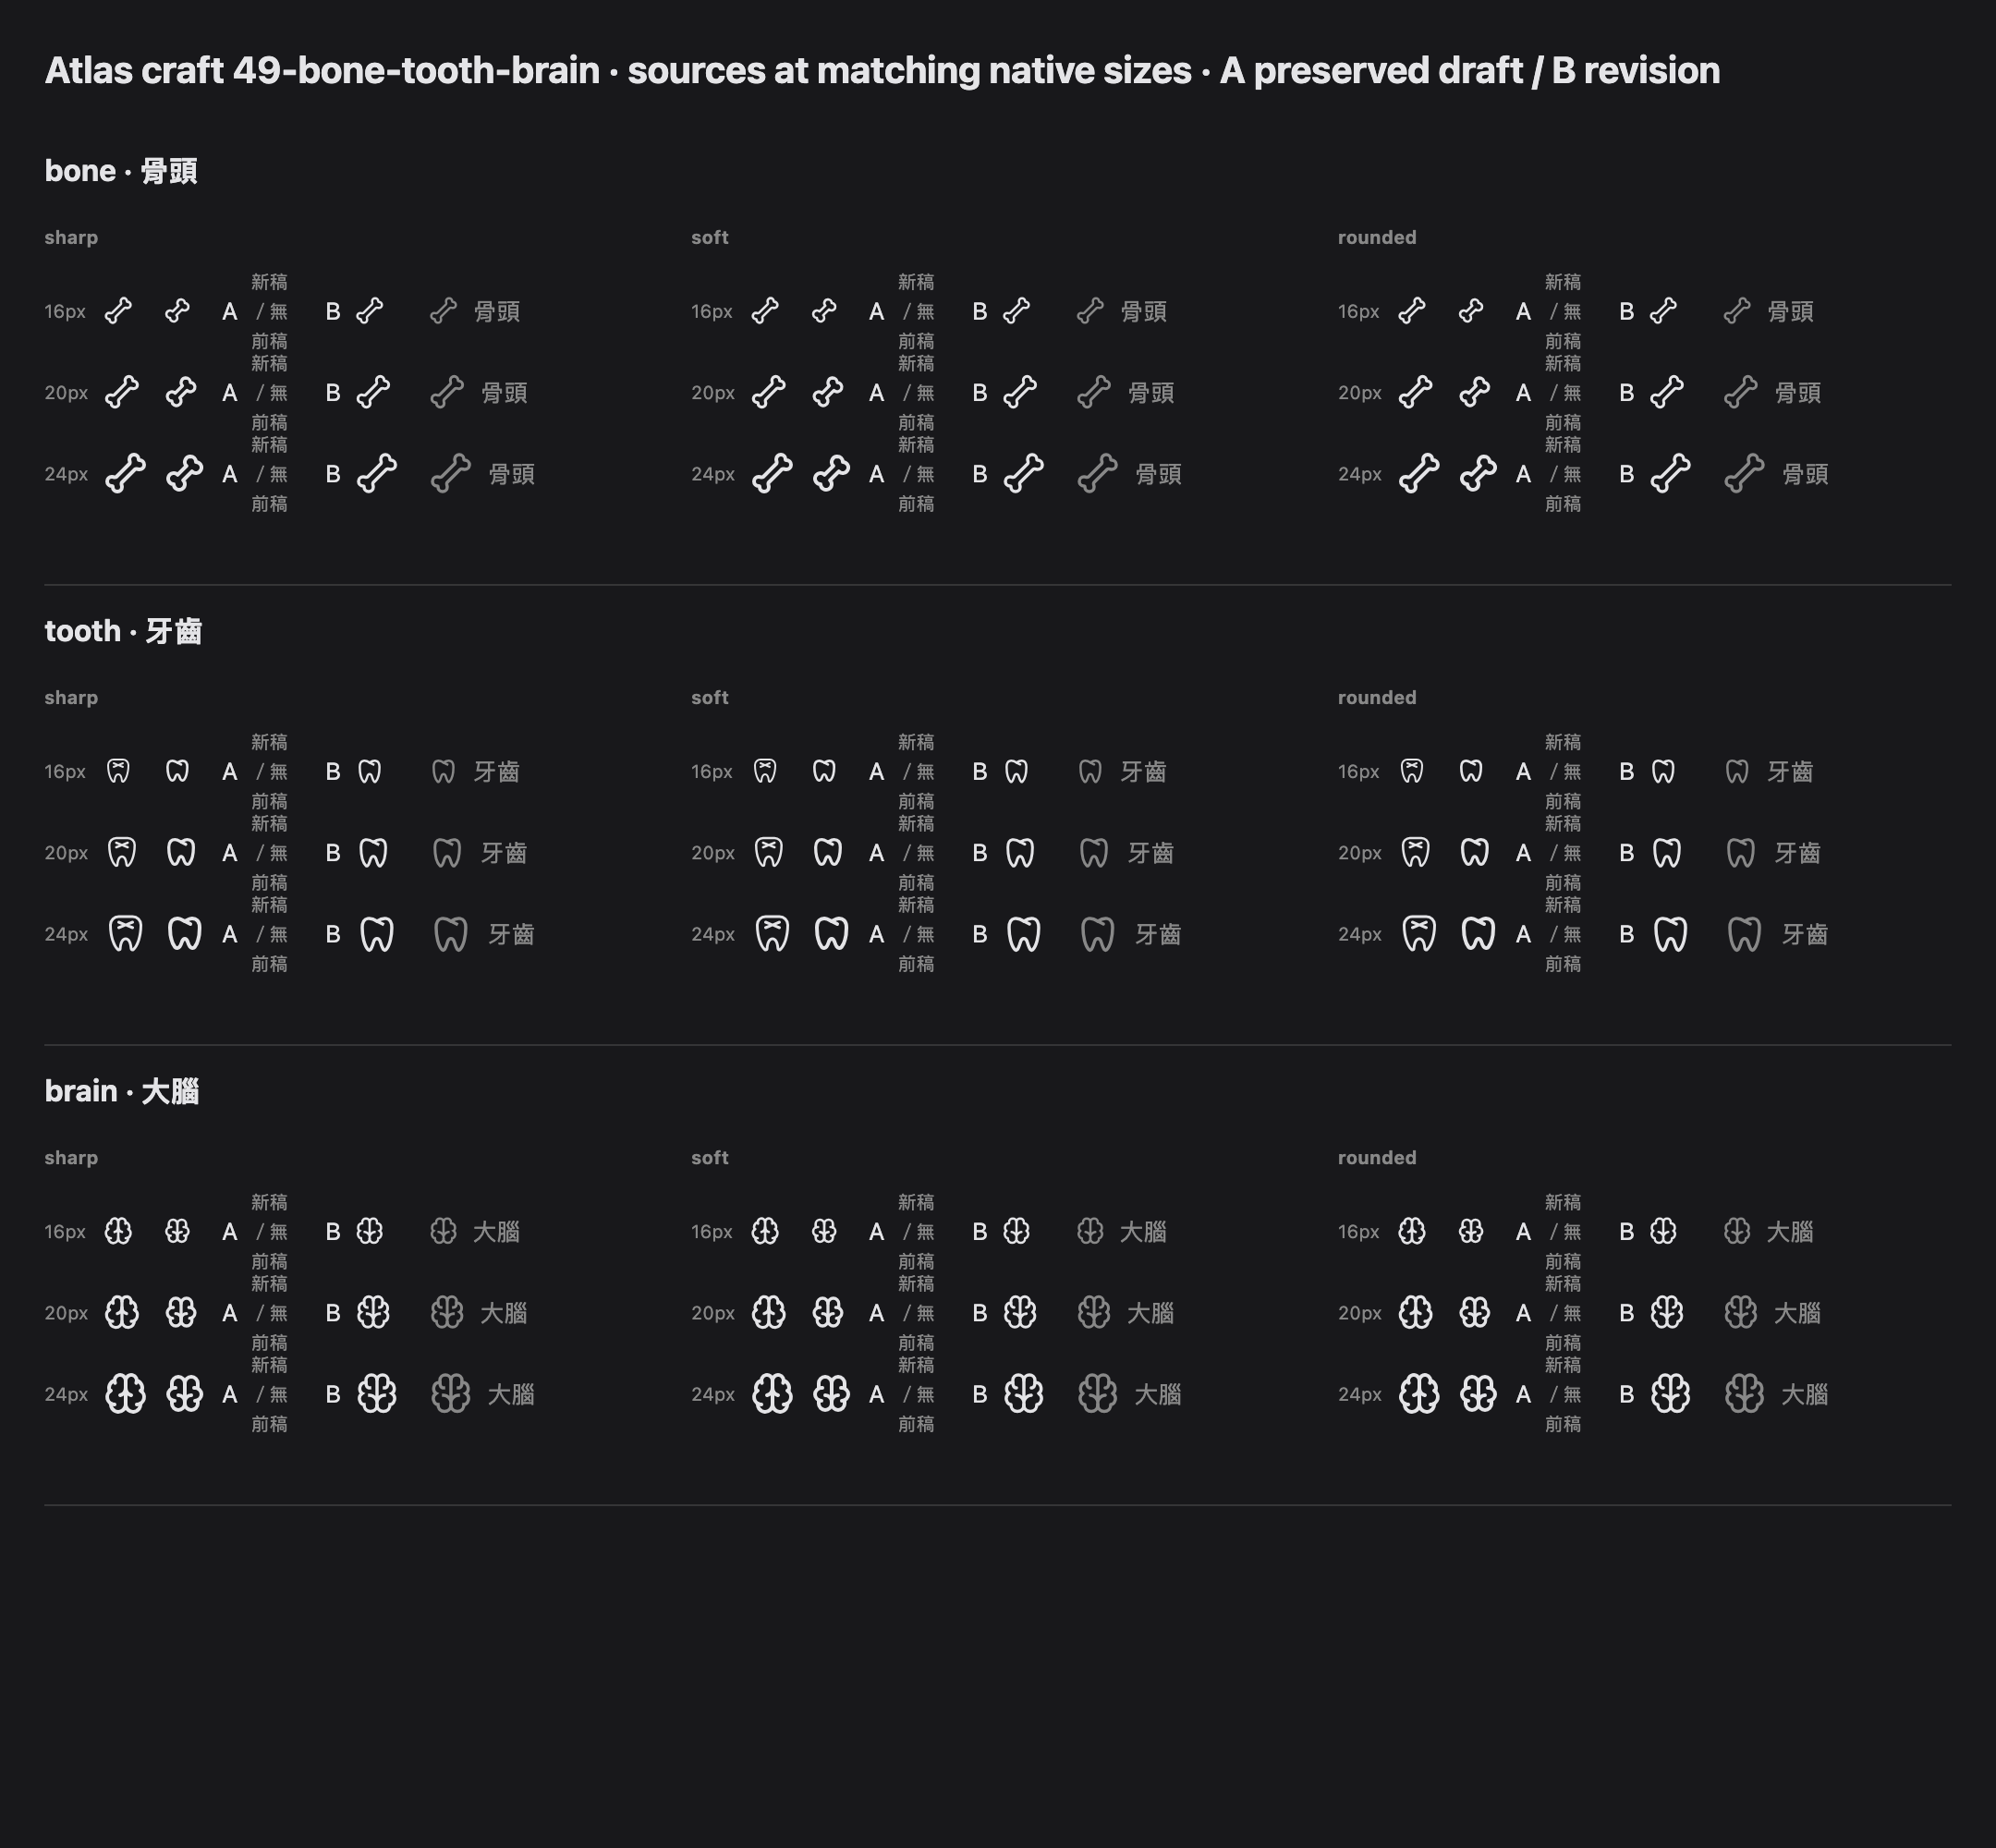 Atlas craft 49-bone-tooth-brain · sources at matching native sizes · A preserved draft / B revision
bone · 骨頭
sharp
16px A 新稿 / 無前稿 B 骨頭
20px A 新稿 / 無前稿 B 骨頭
24px A 新稿 / 無前稿 B 骨頭
soft
16px A 新稿 / 無前稿 B 骨頭
20px A 新稿 / 無前稿 B 骨頭
24px A 新稿 / 無前稿 B 骨頭
rounded
16px A 新稿 / 無前稿 B 骨頭
20px A 新稿 / 無前稿 B 骨頭
24px A 新稿 / 無前稿 B 骨頭
tooth · 牙齒
sharp
16px A 新稿 / 無前稿 B 牙齒
20px A 新稿 / 無前稿 B 牙齒
24px A 新稿 / 無前稿 B 牙齒
soft
16px A 新稿 / 無前稿 B 牙齒
20px A 新稿 / 無前稿 B 牙齒
24px A 新稿 / 無前稿 B 牙齒
rounded
16px A 新稿 / 無前稿 B 牙齒
20px A 新稿 / 無前稿 B 牙齒
24px A 新稿 / 無前稿 B 牙齒
brain · 大腦
sharp
16px A 新稿 / 無前稿 B 大腦
20px A 新稿 / 無前稿 B 大腦
24px A 新稿 / 無前稿 B 大腦
soft
16px A 新稿 / 無前稿 B 大腦
20px A 新稿 / 無前稿 B 大腦
24px A 新稿 / 無前稿 B 大腦
rounded
16px A 新稿 / 無前稿 B 大腦
20px A 新稿 / 無前稿 B 大腦
24px A 新稿 / 無前稿 B 大腦